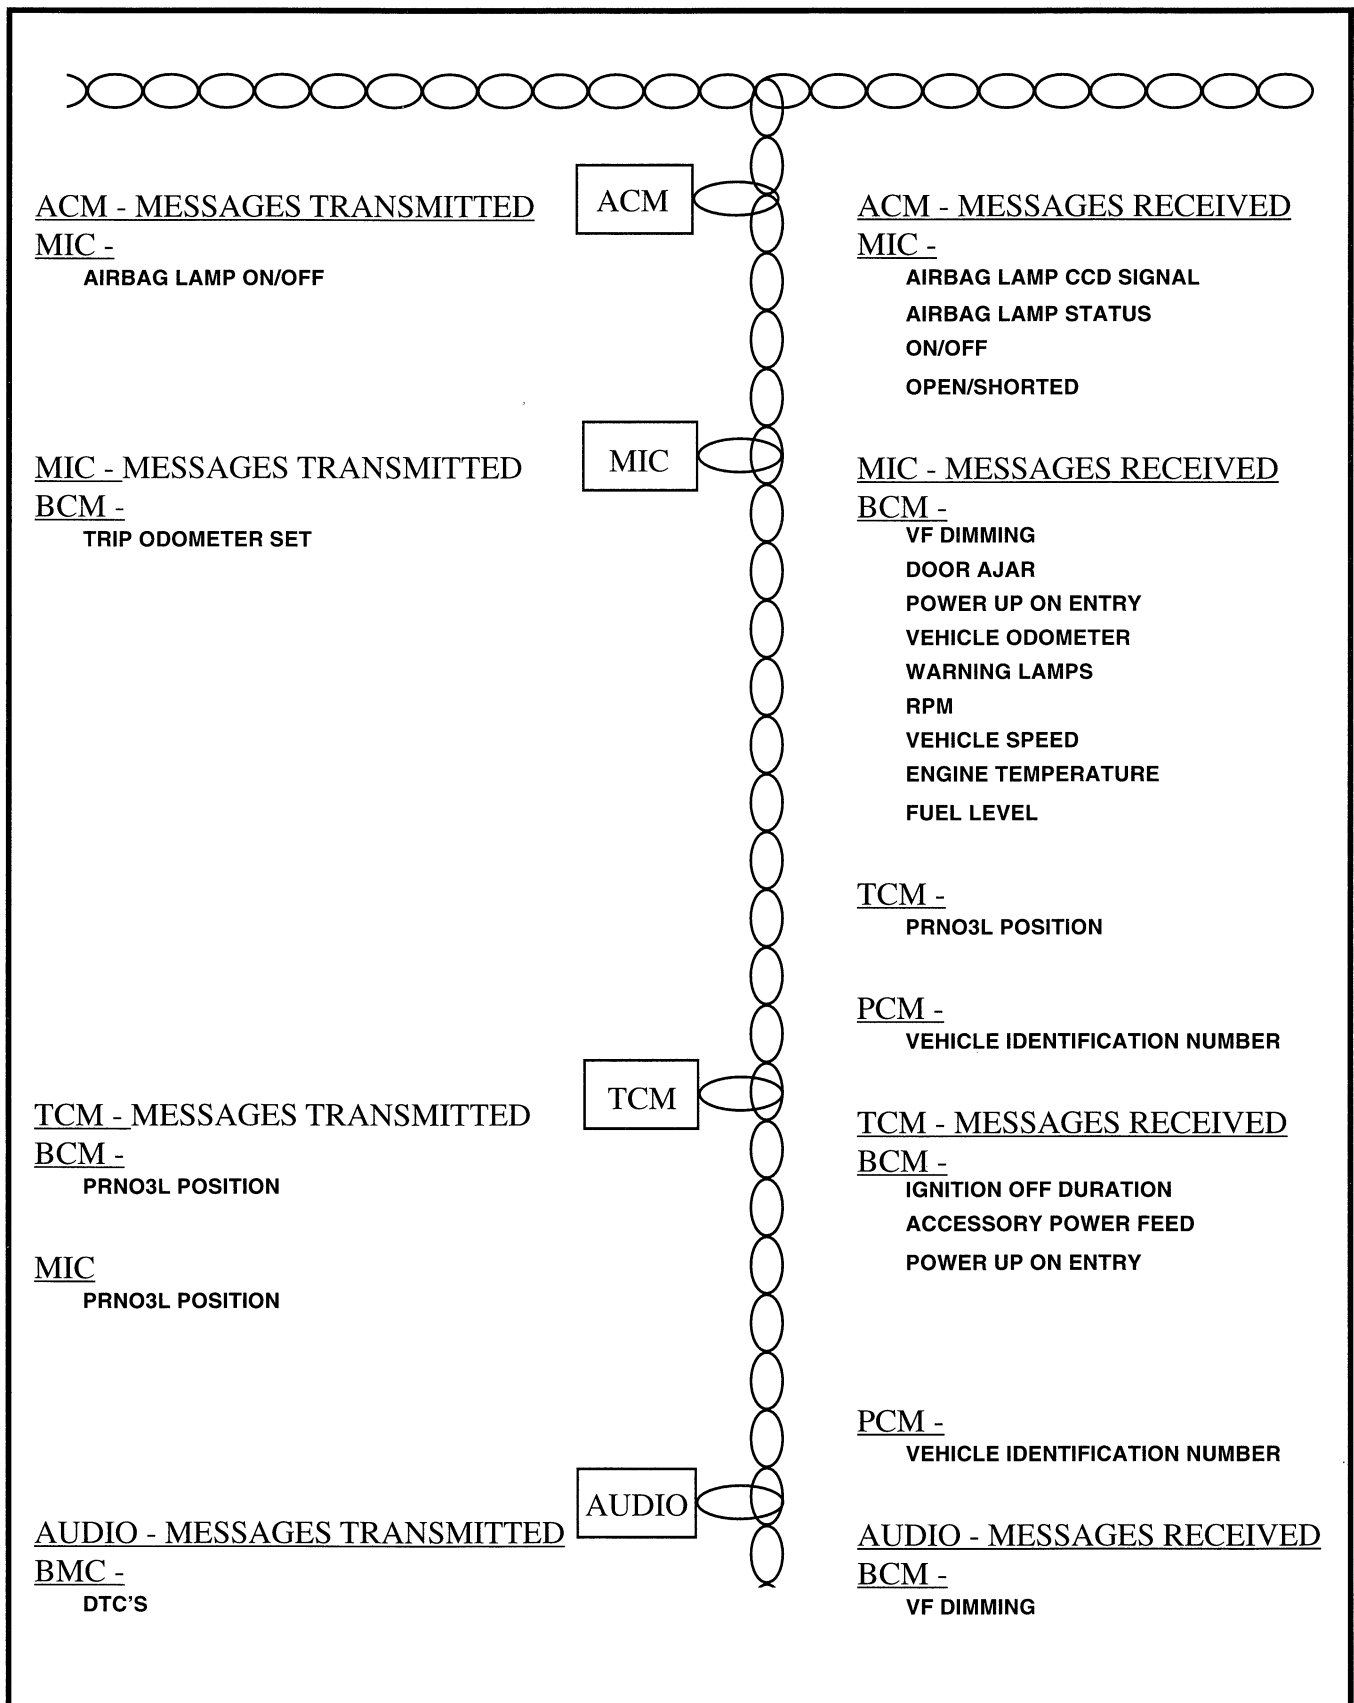 ACM
ACM - MESSAGES TRANSMITTED
MIC -
AIRBAG LAMP ON/OFF
ACM - MESSAGES RECEIVED
MIC -
AIRBAG LAMP CCD SIGNAL
AIRBAG LAMP STATUS
ON/OFF
OPEN/SHORTED
MIC
MIC - MESSAGES TRANSMITTED
BCM -
TRIP ODOMETER SET
MIC - MESSAGES RECEIVED
BCM -
VF DIMMING
DOOR AJAR
POWER UP ON ENTRY
VEHICLE ODOMETER
WARNING LAMPS
RPM
VEHICLE SPEED
ENGINE TEMPERATURE
FUEL LEVEL
TCM -
PRNO3L POSITION
PCM -
VEHICLE IDENTIFICATION NUMBER
TCM
TCM - MESSAGES TRANSMITTED
BCM -
PRNO3L POSITION
MIC
PRNO3L POSITION
TCM - MESSAGES RECEIVED
BCM -
IGNITION OFF DURATION
ACCESSORY POWER FEED
POWER UP ON ENTRY
PCM -
VEHICLE IDENTIFICATION NUMBER
AUDIO
AUDIO - MESSAGES TRANSMITTED
BMC -
DTC'S
AUDIO - MESSAGES RECEIVED
BCM -
VF DIMMING